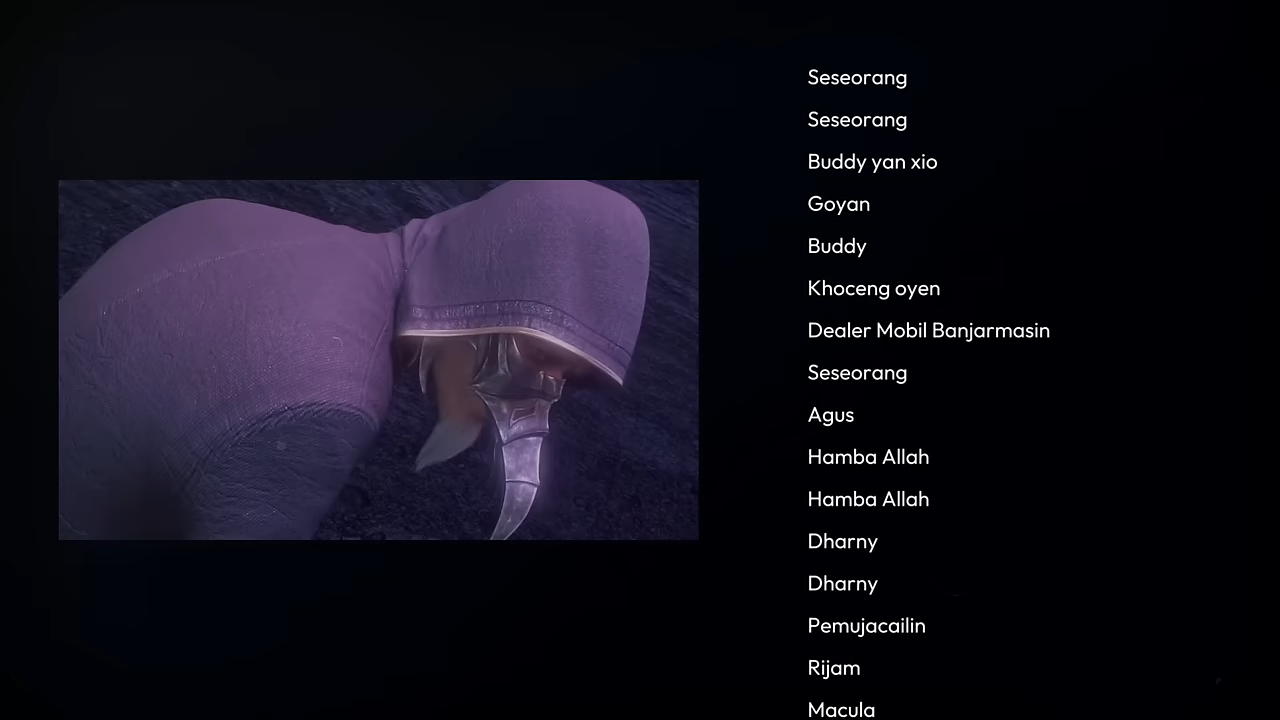 Seseorang
Seseorang
Buddy yan xio
Goyan
Buddy
Khoceng oyen
Dealer Mobil Banjarmasin
Seseorang
Agus
Hamba Allah
Hamba Allah
Dharny
Dharny
Pemujacailin
Rijam
Macula